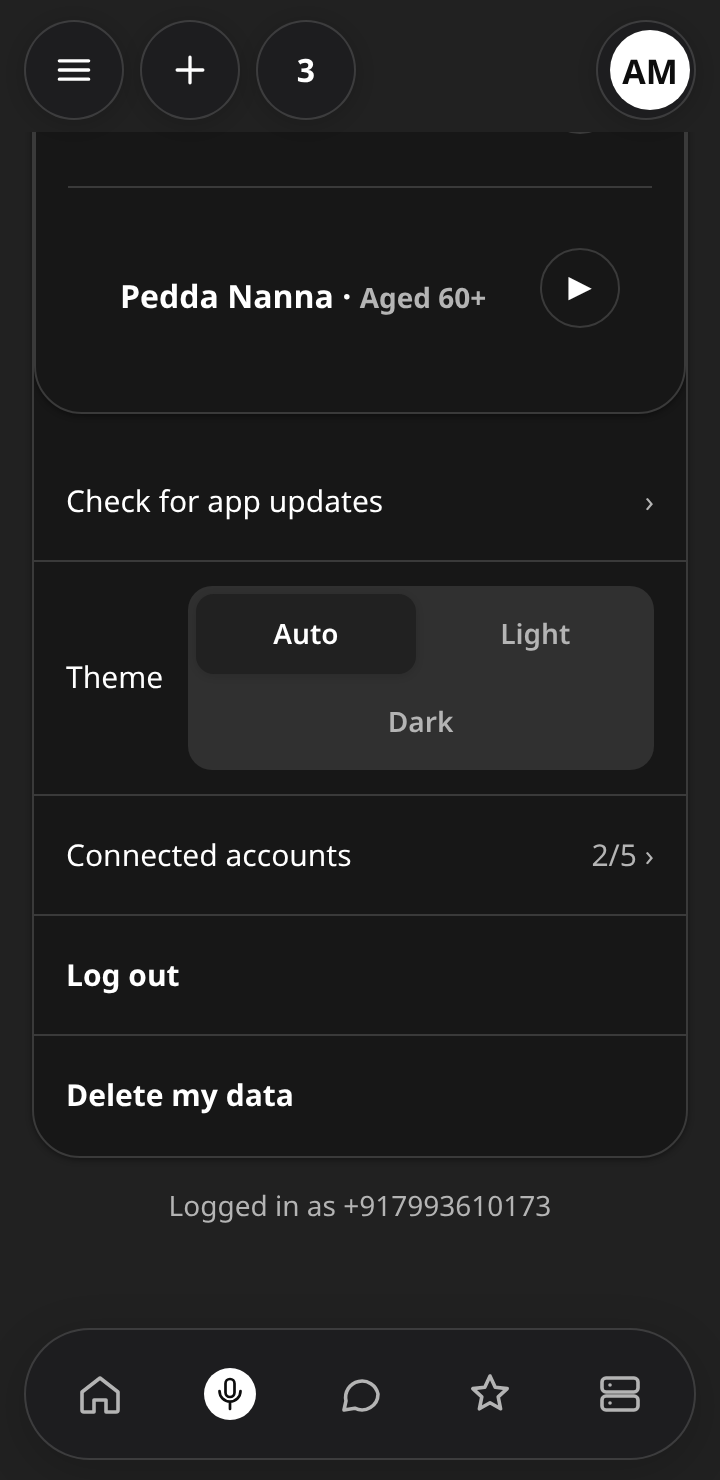 3
AM
Pedda Nanna · Aged 60+
Check for app updates ›
Theme
Auto
Light
Dark
Connected accounts 2/5 ›
Log out
Delete my data
Logged in as +917993610173